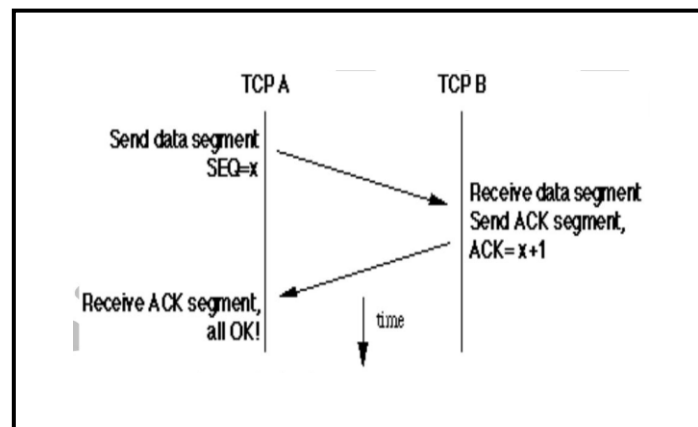 TCP A
TCP B
Send data segment
SEQ=x
Receive data segment
Send ACK segment,
ACK= x+1
Receive ACK segment,
all OK!
time